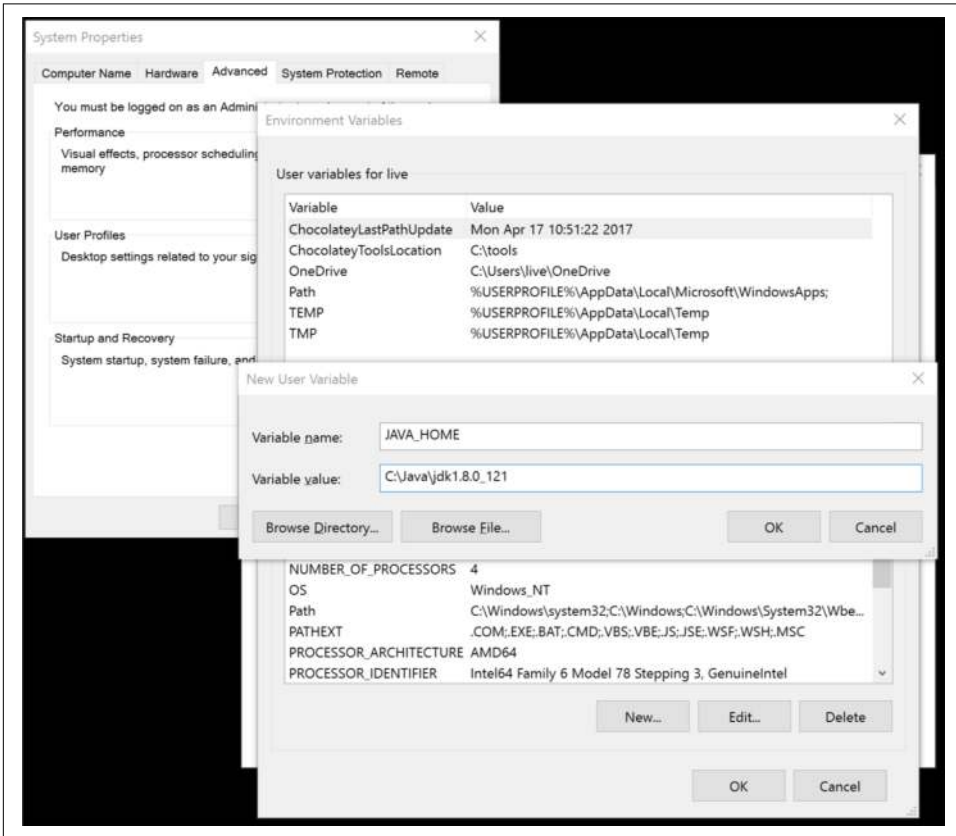 System Properties
Computer Name Hardware Advanced System Protection Remote
You must be logged on as an Admini
Performance
Visual effects, processor scheduling
memory
User Profiles
Desktop settings related to your sig
Startup and Recovery
System startup, system failure, and
Environment Variables
User variables for live
Variable Value
ChocolateyLastPathUpdate Mon Apr 17 10:51:22 2017
ChocolateyToolsLocation C:\tools
OneDrive C:\Users\live\OneDrive
Path %USERPROFILE%\AppData\Local\Microsoft\WindowsApps;
TEMP %USERPROFILE%\AppData\Local\Temp
TMP %USERPROFILE%\AppData\Local\Temp
New User Variable
Variable name: JAVA_HOME
Variable value: C:\Java\jdk1.8.0_121
Browse Directory... Browse File... OK Cancel
NUMBER_OF_PROCESSORS 4
OS Windows_NT
Path C:\Windows\system32;C:\Windows;C:\Windows\System32\Wbe...
PATHEXT .COM;.EXE;.BAT;.CMD;.VBS;.VBE;.JS;.JSE;.WSF;.WSH;.MSC
PROCESSOR_ARCHITECTURE AMD64
PROCESSOR_IDENTIFIER Intel64 Family 6 Model 78 Stepping 3, GenuineIntel
New... Edit... Delete
OK Cancel